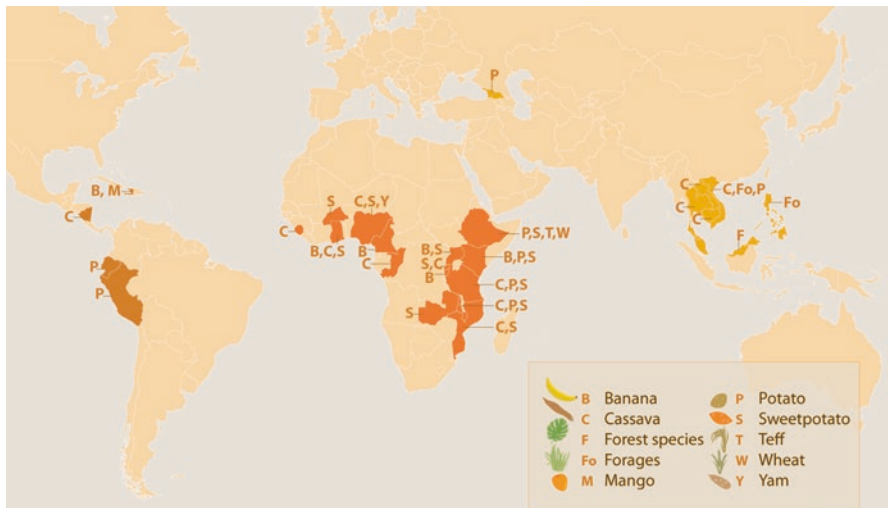 P
B, M
C
C
C,Fo,P
Fo
C
C
F
S
C,S,Y
C
P,S,T,W
B,C,S
B
B,S
B,P,S
C
S,C
B
P
C,P,S
P
C,P,S
S
C,S
B Banana
C Cassava
F Forest species
Fo Forages
M Mango
P Potato
S Sweetpotato
T Teff
W Wheat
Y Yam